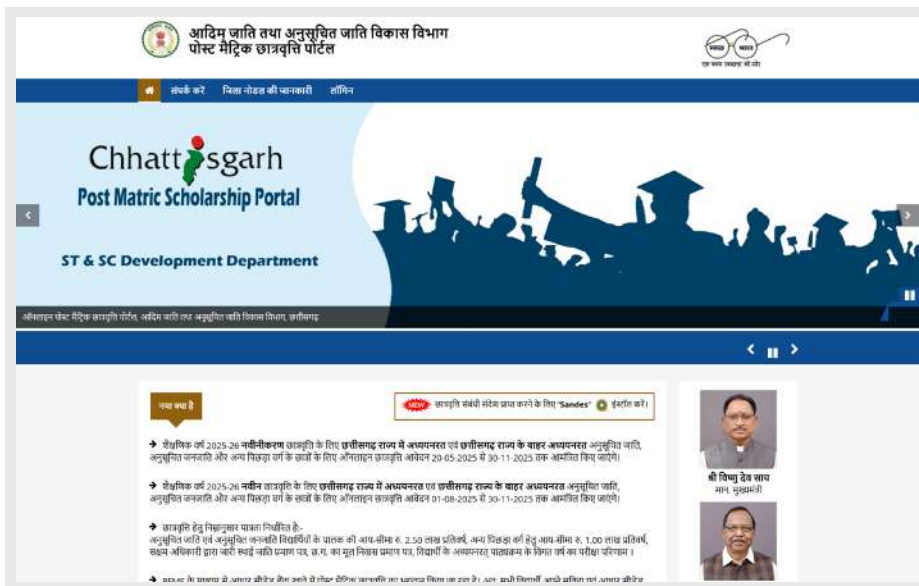 आदिम जाति तथा अनुसूचित जाति विकास विभाग
पोस्ट मैट्रिक छात्रवृत्ति पोर्टल
स्वच्छ भारत
एक कदम स्वच्छता की ओर
संपर्क करें जिला नोडल की जानकारी लॉगिन
Chhattisgarh
Post Matric Scholarship Portal
ST & SC Development Department
ऑनलाइन पोस्ट मैट्रिक छात्रवृत्ति पोर्टल, आदिम जाति तथा अनुसूचित जाति विकास विभाग, छत्तीसगढ़
नया क्या है
NEW छात्रवृत्ति संबंधी संदेश प्राप्त करने के लिए "Sandes" इंस्टॉल करें।
शैक्षणिक वर्ष 2025-26 नवीनीकरण छात्रवृत्ति के लिए छत्तीसगढ़ राज्य में अध्ययनरत एवं छत्तीसगढ़ राज्य के बाहर अध्ययनरत अनुसूचित जाति,
अनुसूचित जनजाति और अन्य पिछड़ा वर्ग के छात्रों के लिए ऑनलाइन छात्रवृत्ति आवेदन 20-05-2025 से 30-11-2025 तक आमंत्रित किए जाएंगे।
शैक्षणिक वर्ष 2025-26 नवीन छात्रवृत्ति के लिए छत्तीसगढ़ राज्य में अध्ययनरत एवं छत्तीसगढ़ राज्य के बाहर अध्ययनरत अनुसूचित जाति,
अनुसूचित जनजाति और अन्य पिछड़ा वर्ग के छात्रों के लिए ऑनलाइन छात्रवृत्ति आवेदन 01-08-2025 से 30-11-2025 तक आमंत्रित किए जाएंगे।
छात्रवृत्ति हेतु निम्नानुसार पात्रता निर्धारित है:-
अनुसूचित जाति एवं अनुसूचित जनजाति विद्यार्थियों के पालक की आय-सीमा रु. 2.50 लाख प्रतिवर्ष, अन्य पिछड़ा वर्ग हेतु आय-सीमा रु. 1.00 लाख प्रतिवर्ष,
सक्षम अधिकारी द्वारा जारी स्थाई जाति प्रमाण पत्र, छ.ग. का मूल निवास प्रमाण पत्र, विद्यार्थी के अध्ययनरत् पाठ्यक्रम के विगत वर्ष का परीक्षा परिणाम ।
श्री विष्णु देव साय
मान. मुख्यमंत्री